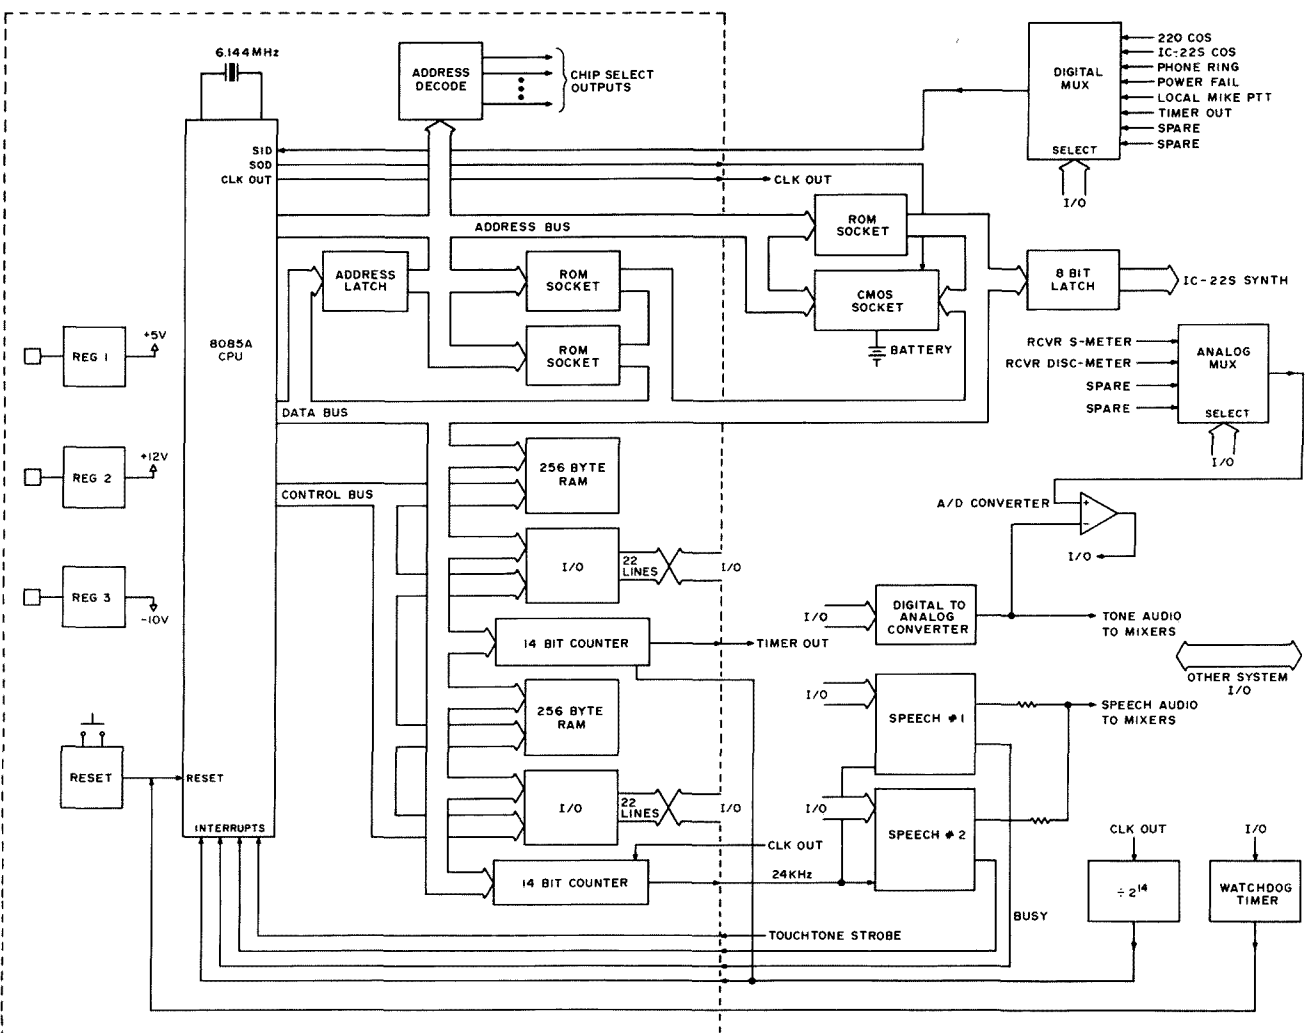 6.144MHz
ADDRESS
DECODE
CHIP SELECT
OUTPUTS
DIGITAL
MUX
SELECT
I/O
220 COS
IC-22S COS
PHONE RING
POWER FAIL
LOCAL MIKE PTT
TIMER OUT
SPARE
SPARE
SID
SOD
CLK OUT
CLK OUT
ADDRESS BUS
ROM
SOCKET
ADDRESS
LATCH
ROM
SOCKET
CMOS
SOCKET
8 BIT
LATCH
IC-22S SYNTH
BATTERY
8085A
CPU
ROM
SOCKET
REG 1
+5V
RCVR S-METER
RCVR DISC-METER
SPARE
SPARE
ANALOG
MUX
SELECT
I/O
DATA BUS
REG 2
+12V
256 BYTE
RAM
CONTROL BUS
A/D CONVERTER
+
−
I/O
I/O
22
LINES
I/O
REG 3
-10V
I/O
DIGITAL TO
ANALOG
CONVERTER
TONE AUDIO
TO MIXERS
14 BIT COUNTER
TIMER OUT
OTHER SYSTEM
I/O
256 BYTE
RAM
I/O
SPEECH #1
SPEECH AUDIO
TO MIXERS
RESET
RESET
I/O
22
LINES
I/O
I/O
SPEECH #2
INTERRUPTS
CLK OUT
I/O
CLK OUT
14 BIT COUNTER
24KHz
÷2¹⁴
WATCHDOG
TIMER
BUSY
TOUCHTONE STROBE